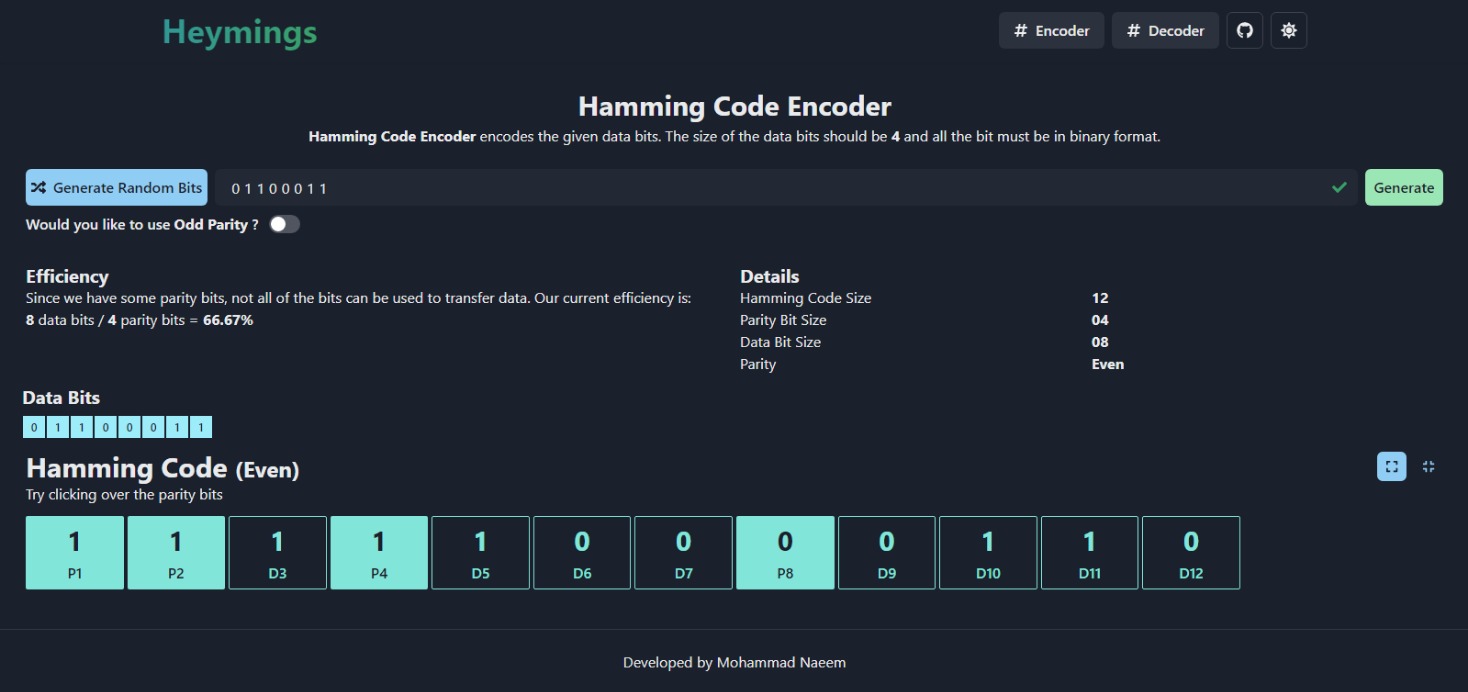 Heymings
# Encoder
# Decoder
Hamming Code Encoder
Hamming Code Encoder encodes the given data bits. The size of the data bits should be 4 and all the bit must be in binary format.
Generate Random Bits
0 1 1 0 0 0 1 1
Generate
Would you like to use Odd Parity ?
Efficiency
Since we have some parity bits, not all of the bits can be used to transfer data. Our current efficiency is:
8 data bits / 4 parity bits = 66.67%
Details
Hamming Code Size 12
Parity Bit Size 04
Data Bit Size 08
Parity Even
Data Bits
0 1 1 0 0 0 1 1
Hamming Code (Even)
Try clicking over the parity bits
1 1 1 1 1 0 0 0 0 1 1 0
P1 P2 D3 P4 D5 D6 D7 P8 D9 D10 D11 D12
Developed by Mohammad Naeem